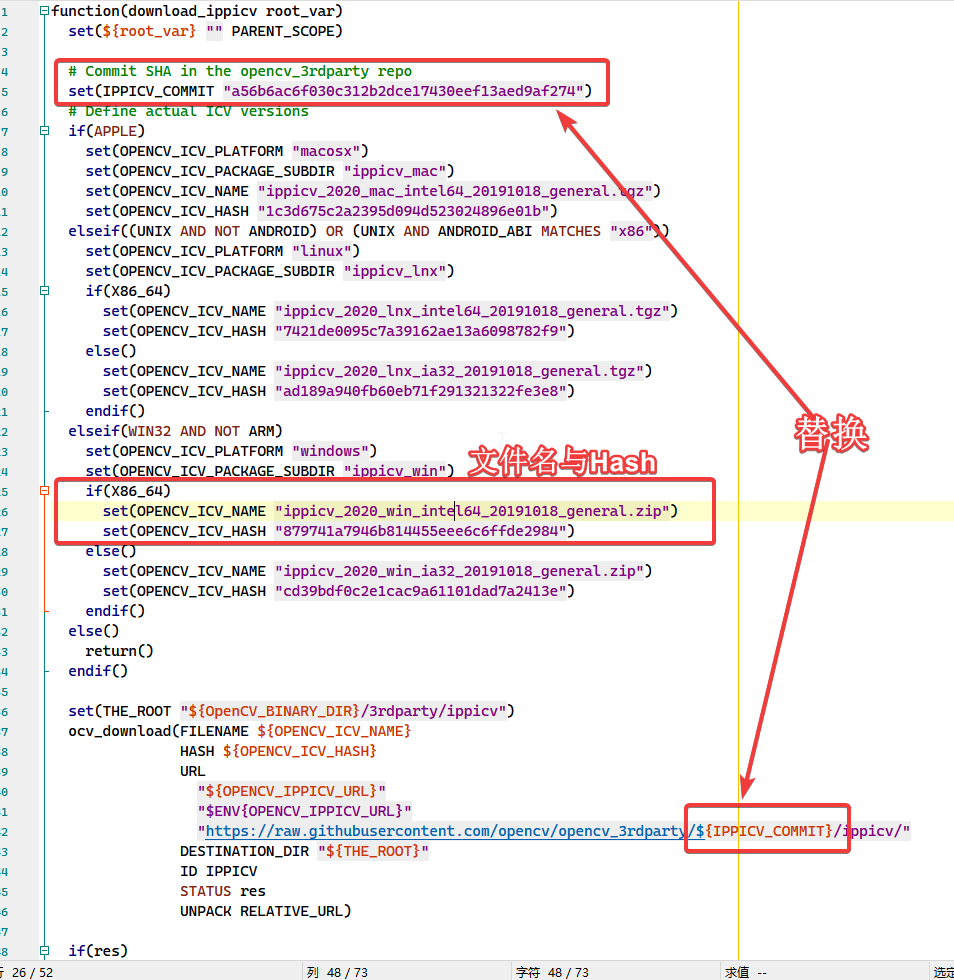 1 function(download_ippicv root_var)
2 set(${root_var} "" PARENT_SCOPE)
3
4 # Commit SHA in the opencv_3rdparty repo
5 set(IPPICV_COMMIT "a56b6ac6f030c312b2dce17430eef13aed9af274")
6 # Define actual ICV versions
7 if(APPLE)
8 set(OPENCV_ICV_PLATFORM "macosx")
9 set(OPENCV_ICV_PACKAGE_SUBDIR "ippicv_mac")
0 set(OPENCV_ICV_NAME "ippicv_2020_mac_intel64_20191018_general.tgz")
1 set(OPENCV_ICV_HASH "1c3d675c2a2395d094d523024896e01b")
2 elseif((UNIX AND NOT ANDROID) OR (UNIX AND ANDROID_ABI MATCHES "x86"))
3 set(OPENCV_ICV_PLATFORM "linux")
4 set(OPENCV_ICV_PACKAGE_SUBDIR "ippicv_lnx")
5 if(X86_64)
6 set(OPENCV_ICV_NAME "ippicv_2020_lnx_intel64_20191018_general.tgz")
7 set(OPENCV_ICV_HASH "7421de0095c7a39162ae13a6098782f9")
8 else()
9 set(OPENCV_ICV_NAME "ippicv_2020_lnx_ia32_20191018_general.tgz")
0 set(OPENCV_ICV_HASH "ad189a940fb60eb71f291321322fe3e8")
1 endif()
2 elseif(WIN32 AND NOT ARM)
替换
3 set(OPENCV_ICV_PLATFORM "windows")
4 set(OPENCV_ICV_PACKAGE_SUBDIR "ippicv_win")
文件名与Hash
5 if(X86_64)
6 set(OPENCV_ICV_NAME "ippicv_2020_win_intel64_20191018_general.zip")
7 set(OPENCV_ICV_HASH "879741a7946b814455eee6c6ffde2984")
8 else()
9 set(OPENCV_ICV_NAME "ippicv_2020_win_ia32_20191018_general.zip")
0 set(OPENCV_ICV_HASH "cd39bdf0c2e1cac9a61101dad7a2413e")
1 endif()
2 else()
3 return()
4 endif()
5
6 set(THE_ROOT "${OpenCV_BINARY_DIR}/3rdparty/ippicv")
7 ocv_download(FILENAME ${OPENCV_ICV_NAME}
8 HASH ${OPENCV_ICV_HASH}
9 URL
0 "${OPENCV_IPPICV_URL}"
1 "$ENV{OPENCV_IPPICV_URL}"
2 "https://raw.githubusercontent.com/opencv/opencv_3rdparty/${IPPICV_COMMIT}/ippicv/"
3 DESTINATION_DIR "${THE_ROOT}"
4 ID IPPICV
5 STATUS res
6 UNPACK RELATIVE_URL)
7
8 if(res)
行 26 / 52 列 48 / 73 字符 48 / 73 求值 -- 选定